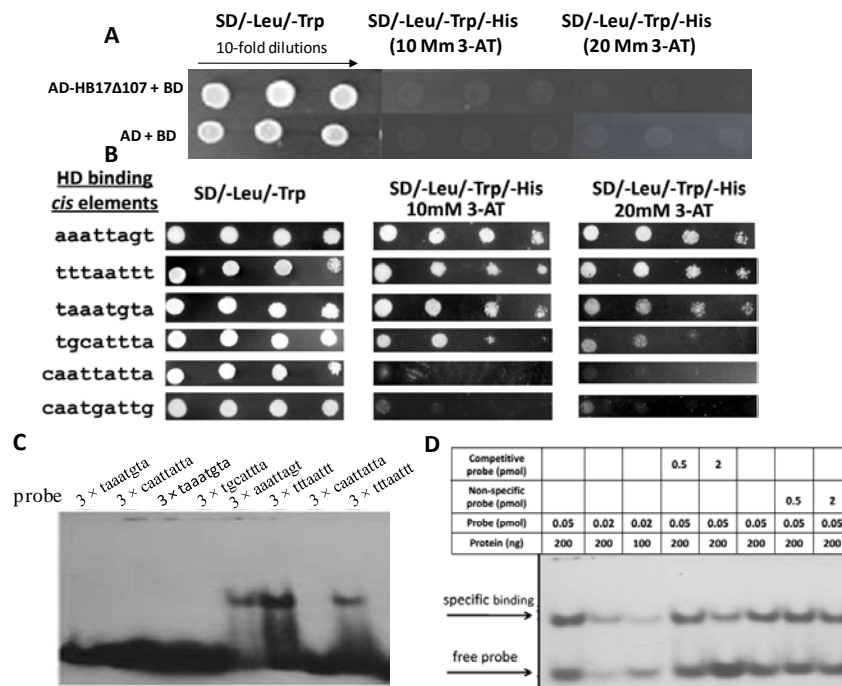 A
SD/-Leu/-Trp
SD/-Leu/-Trp/-His
(10 Mm 3-AT)
SD/-Leu/-Trp/-His
(20 Mm 3-AT)
10-fold dilutions
AD-HB17Δ107 + BD
AD + BD
B
HD binding
cis elements
SD/-Leu/-Trp
SD/-Leu/-Trp/-His
10mM 3-AT
SD/-Leu/-Trp/-His
20mM 3-AT
aaattagt
tttaattt
taaatgta
tgcattta
caattatta
caatgattg
C
probe
3 × taaatgta
3 × caattatta
3 × taaatgta
3 × tgcattta
3 × aaattagt
3 × tttaattt
3 × caattatta
3 × tttaattt
D
Competitive probe (pmol) 0.5 2
Non-specific probe (pmol) 0.5 2
Probe (pmol) 0.05 0.02 0.02 0.05 0.05 0.05 0.05 0.05
Protein (ng) 200 200 100 200 200 200 200 200
specific binding
free probe